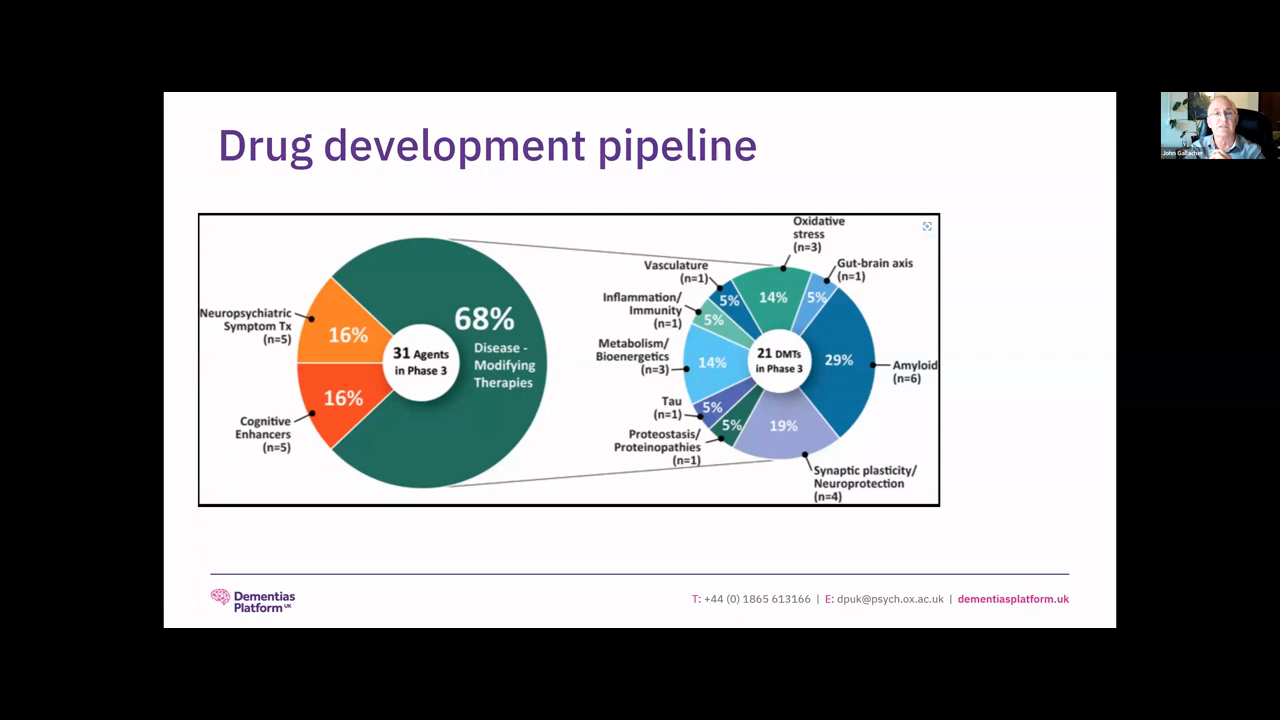 Drug development pipeline
Neuropsychiatric
Symptom Tx
(n=5)
16%
Cognitive
Enhancers
(n=5)
16%
31 Agents
in Phase 3
68%
Disease -
Modifying
Therapies
Oxidative
stress
(n=3)
14%
Gut-brain axis
(n=1)
5%
Vasculature
(n=1)
5%
Inflammation/
Immunity
(n=1)
5%
Metabolism/
Bioenergetics
(n=3)
14%
Tau
(n=1)
5%
Proteostasis/
Proteinopathies
(n=1)
5%
21 DMTs
in Phase 3
29%
Amyloid
(n=6)
19%
Synaptic plasticity/
Neuroprotection
(n=4)
Dementias
Platform UK
T: +44 (0) 1865 613166 | E: dpuk@psych.ox.ac.uk | dementiasplatform.uk
John Gallacher